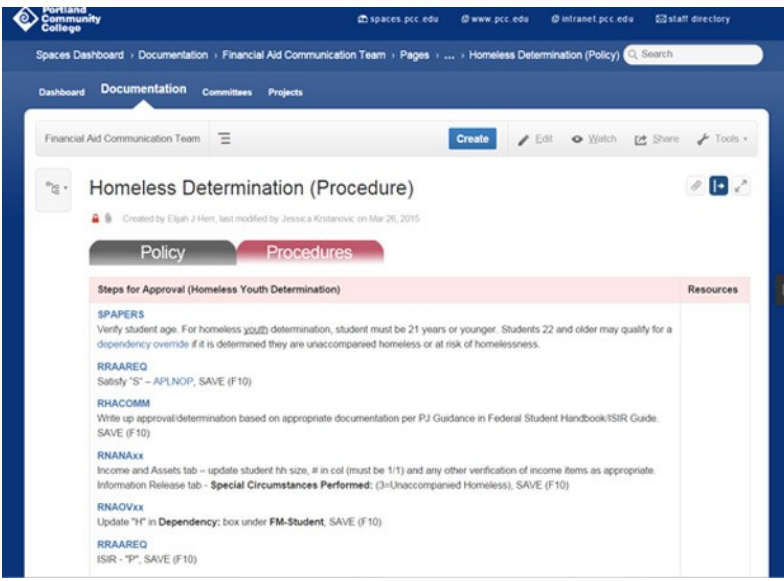 Portland
Community
College
spaces.pcc.edu www.pcc.edu intranet.pcc.edu staff directory
Spaces Dashboard › Documentation › Financial Aid Communication Team › Pages › ... › Homeless Determination (Policy) Search
Dashboard Documentation Committees Projects
Financial Aid Communication Team Create Edit Watch Share Tools
Homeless Determination (Procedure)
Created by Elijah J Herr, last modified by Jessica Krstanovic on Mar 26, 2015
Policy Procedures
Steps for Approval (Homeless Youth Determination) Resources
SPAPERS
Verify student age. For homeless youth determination, student must be 21 years or younger. Students 22 and older may qualify for a
dependency override if it is determined they are unaccompanied homeless or at risk of homelessness.
RRAAREQ
Satisfy "S" – APLNOP, SAVE (F10)
RHACOMM
Write up approval/determination based on appropriate documentation per PJ Guidance in Federal Student Handbook/ISIR Guide.
SAVE (F10)
RNANAxx
Income and Assets tab – update student hh size, # in col (must be 1/1) and any other verification of income items as appropriate.
Information Release tab - Special Circumstances Performed: (3=Unaccompanied Homeless), SAVE (F10)
RNAOVxx
Update "H" in Dependency: box under FM-Student, SAVE (F10)
RRAAREQ
ISIR - "P", SAVE (F10)